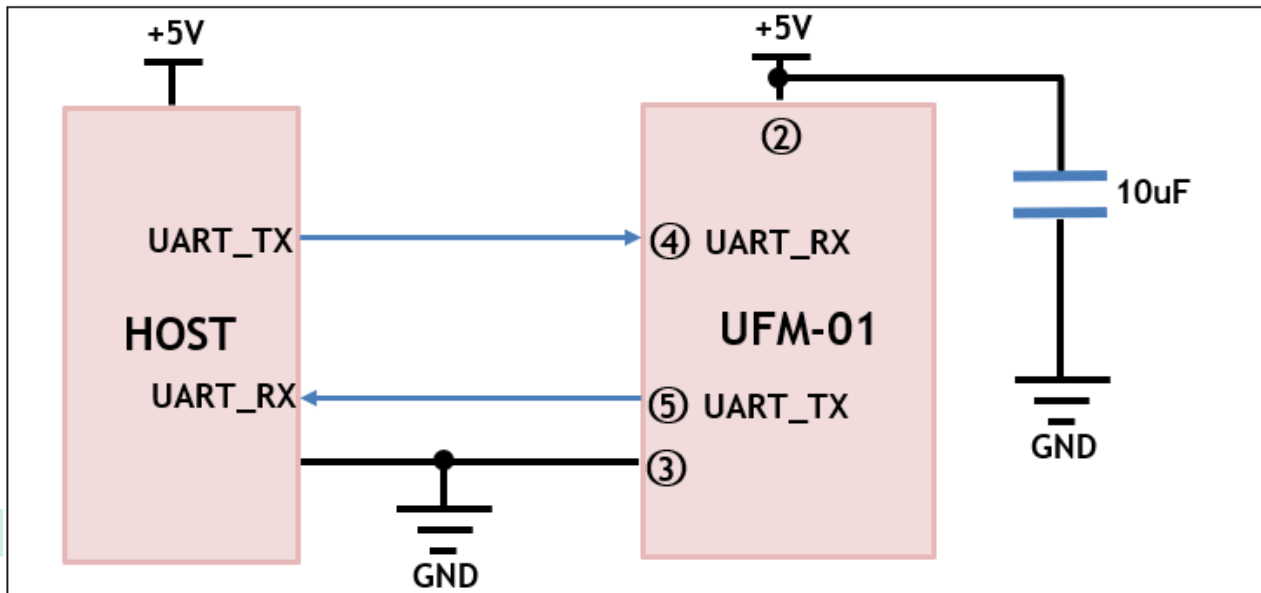 +5V
+5V
②
10uF
UART_TX
④ UART_RX
HOST
UFM-01
UART_RX
⑤ UART_TX
③
GND
GND